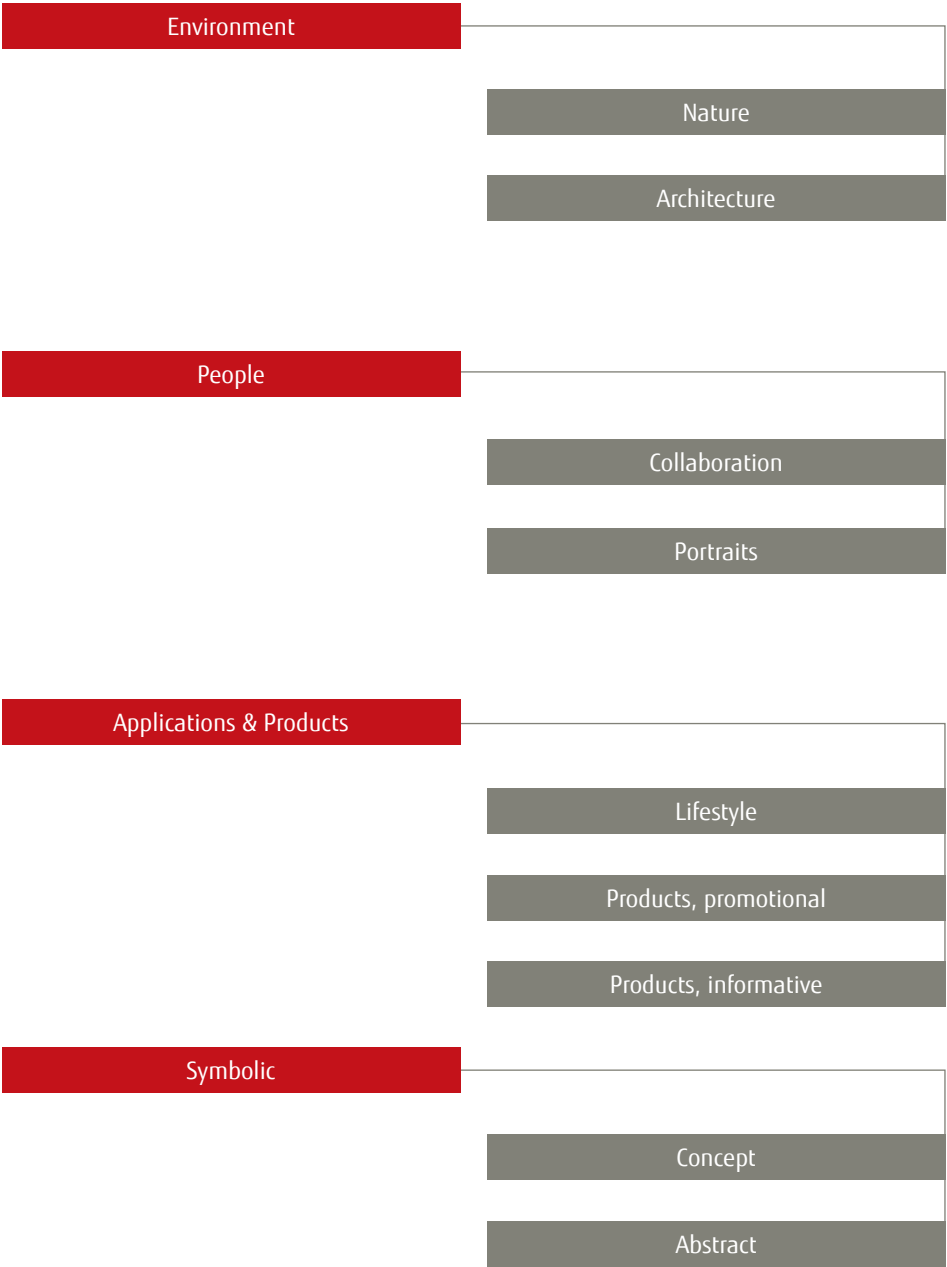 Environment
Nature
Architecture
People
Collaboration
Portraits
Applications & Products
Lifestyle
Products, promotional
Products, informative
Symbolic
Concept
Abstract